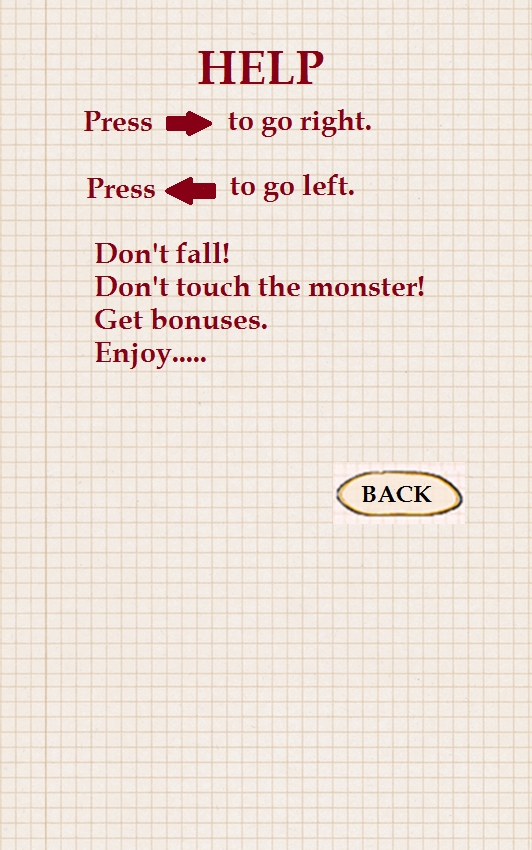 HELP
Press to go right.
Press to go left.
Don't fall!
Don't touch the monster!
Get bonuses.
Enjoy.....
BACK